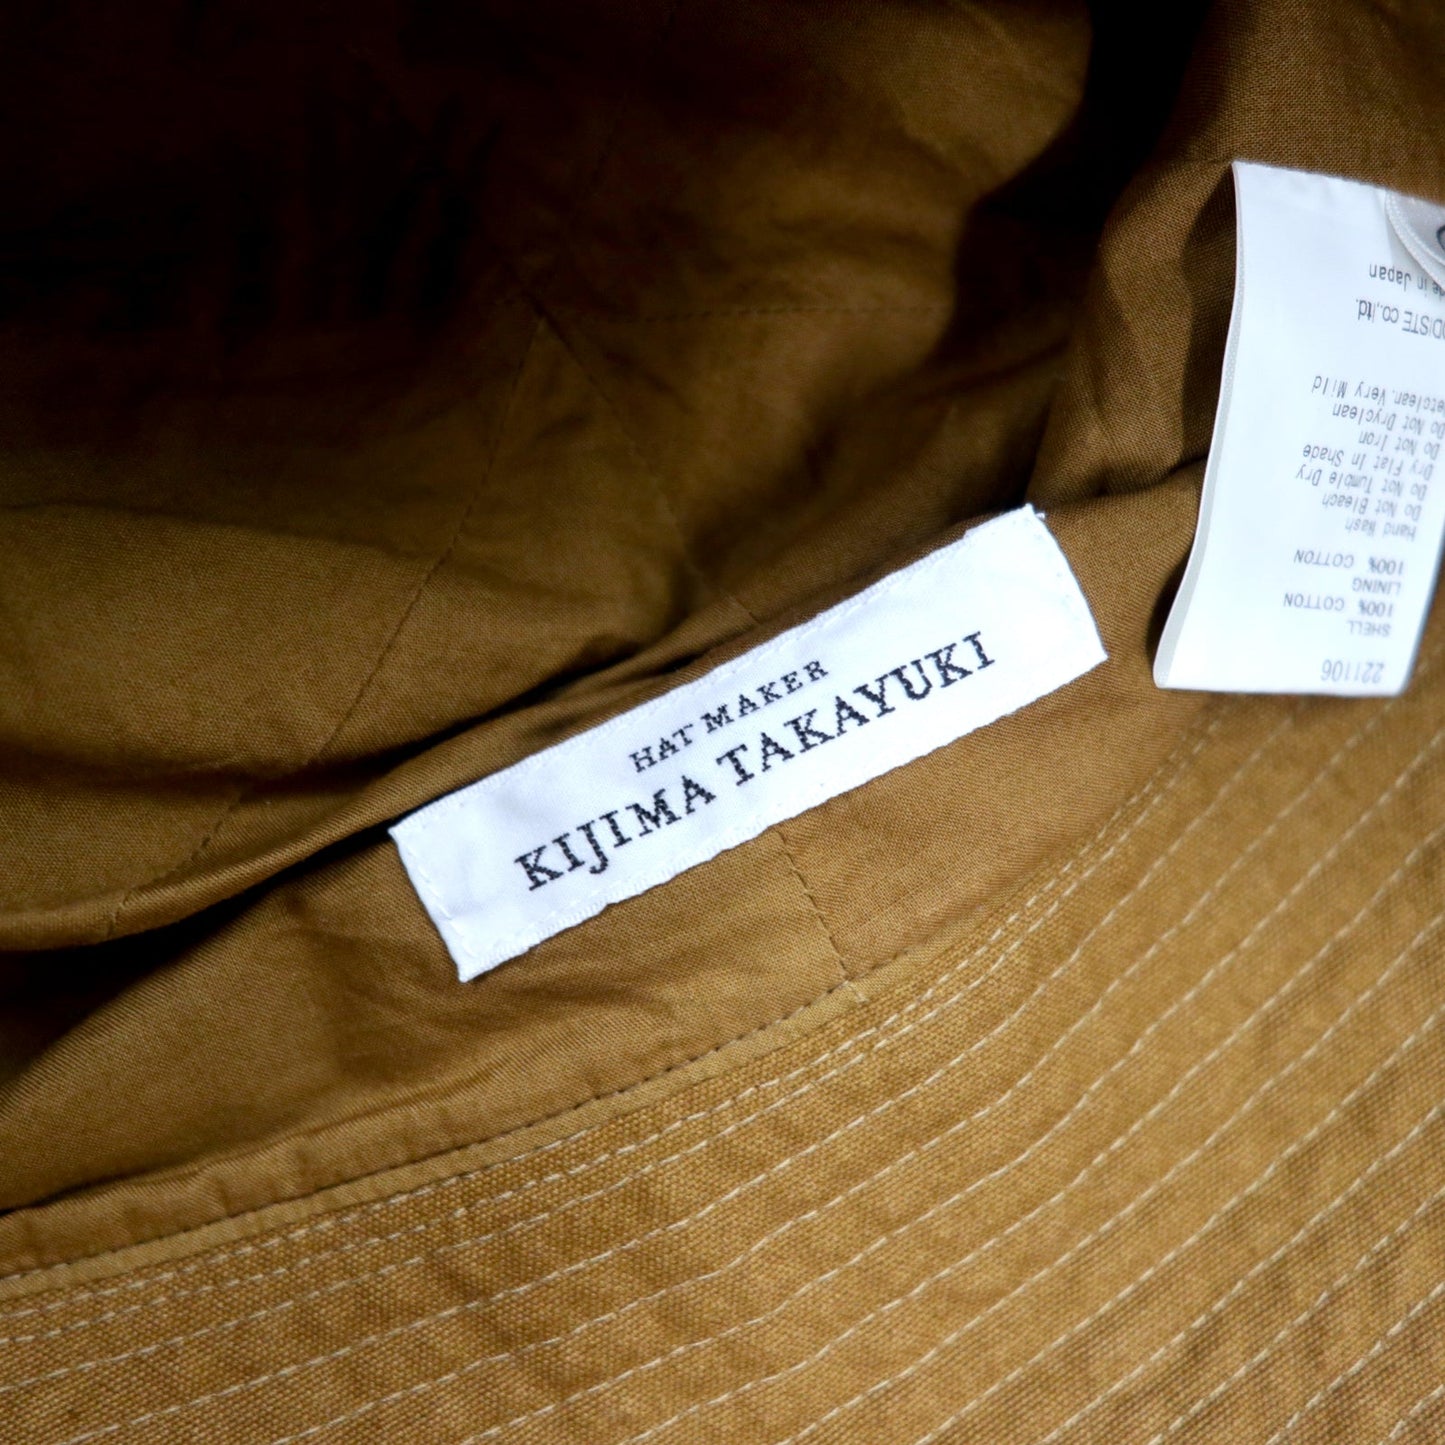 HAT MAKER
KIJIMA TAKAYUKI
221106
SHELL
100% COTTON
LINING
100% COTTON
Hand Wash
Do Not Bleach
Do Not Tumble Dry
Dry Flat In Shade
Do Not Iron
Do Not Dryclean
Very Mild
co.,ltd.
in Japan